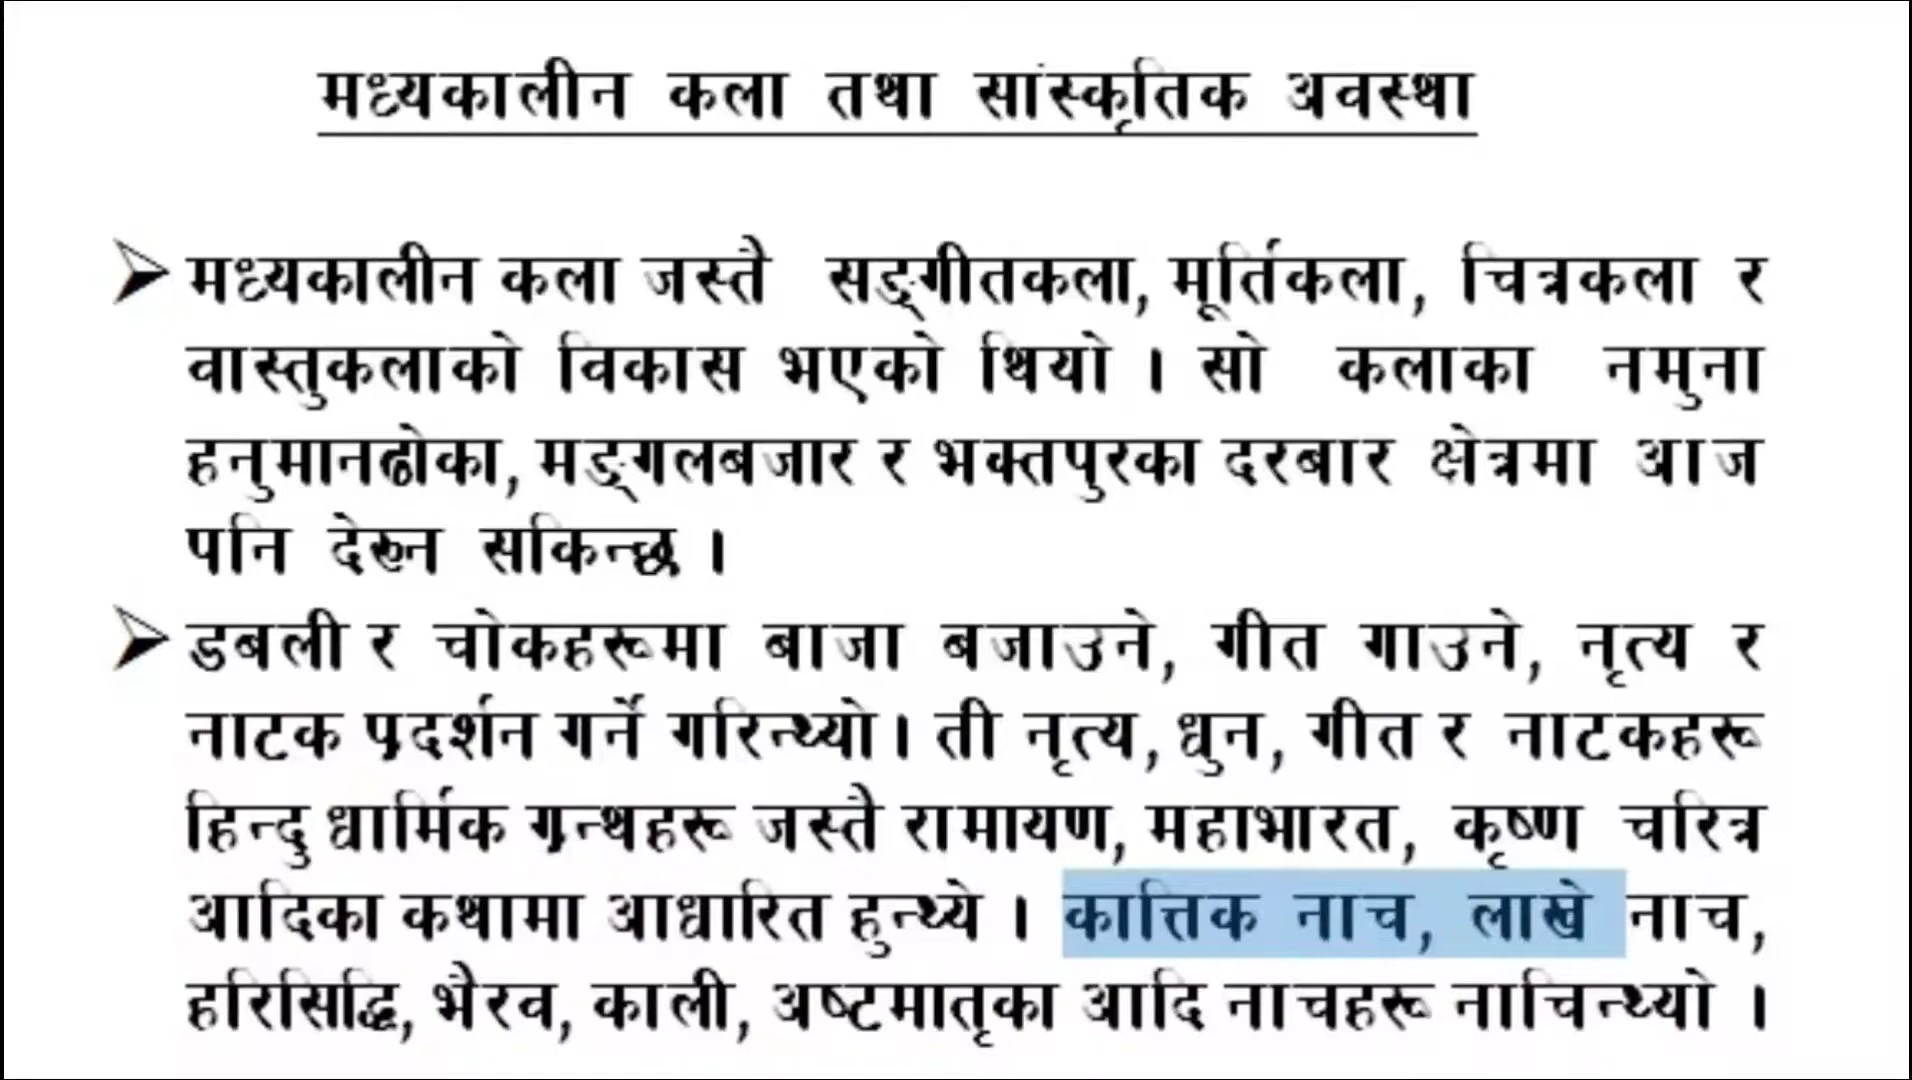 मध्यकालीन कला तथा सांस्कृतिक अवस्था
मध्यकालीन कला जस्तै सङ्गीतकला, मूर्तिकला, चित्रकला र
वास्तुकलाको विकास भएको थियो । सो कलाका नमुना
हनुमानढोका, मङ्गलबजार र भक्तपुरका दरबार क्षेत्रमा आज
पनि देख्न सकिन्छ ।
डबली र चोकहरूमा बाजा बजाउने, गीत गाउने, नृत्य र
नाटक प्रदर्शन गर्ने गरिन्थ्यो। ती नृत्य, धुन, गीत र नाटकहरू
हिन्दु धार्मिक ग्रन्थहरू जस्तै रामायण, महाभारत, कृष्ण चरित्र
आदिका कथामा आधारित हुन्थ्ये । कात्तिक नाच, लाखे नाच,
हरिसिद्धि, भैरव, काली, अष्टमातृका आदि नाचहरू नाचिन्थ्यो ।